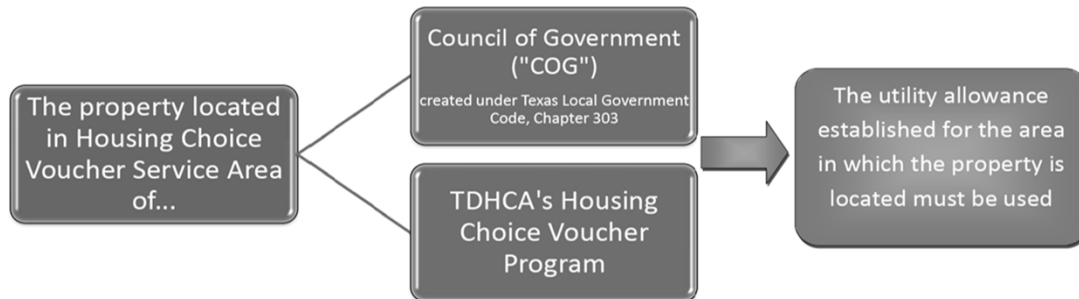 The property located
in Housing Choice
Voucher Service Area
of...
Council of Government
("COG")
created under Texas Local Government
Code, Chapter 303
TDHCA's Housing
Choice Voucher
Program
The utility allowance
established for the area
in which the property is
located must be used